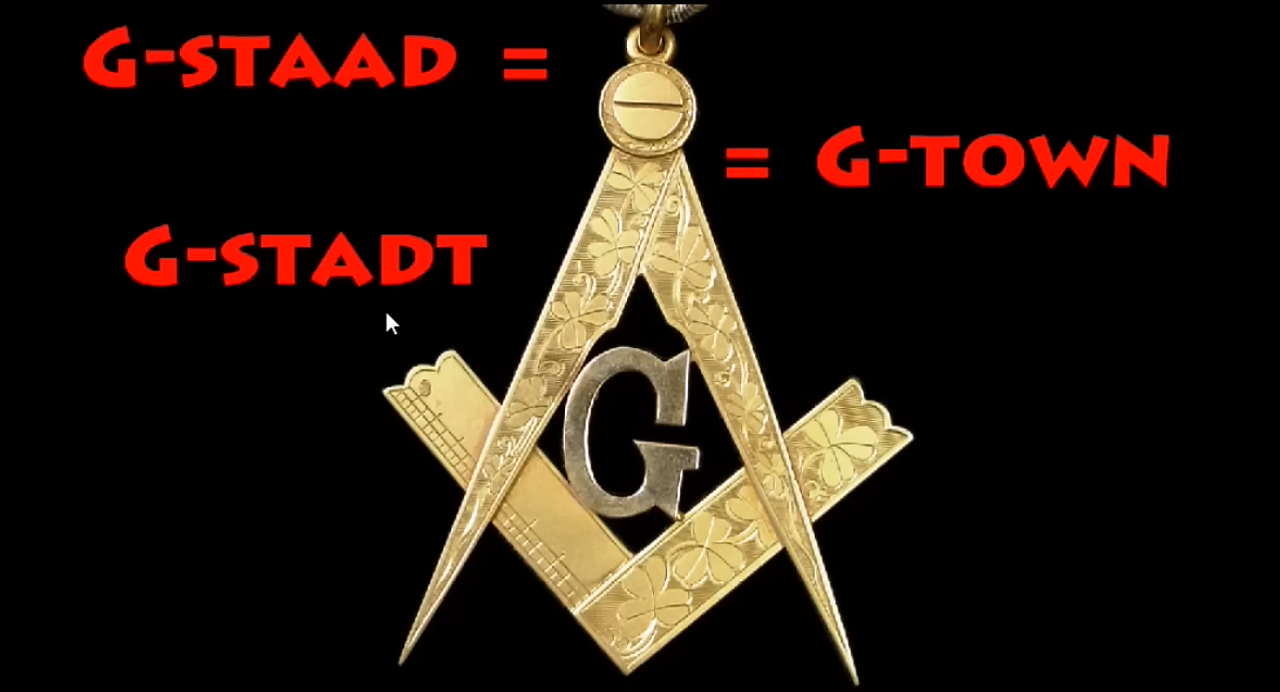 G-STAAD =
= G-TOWN
G-STADT
G